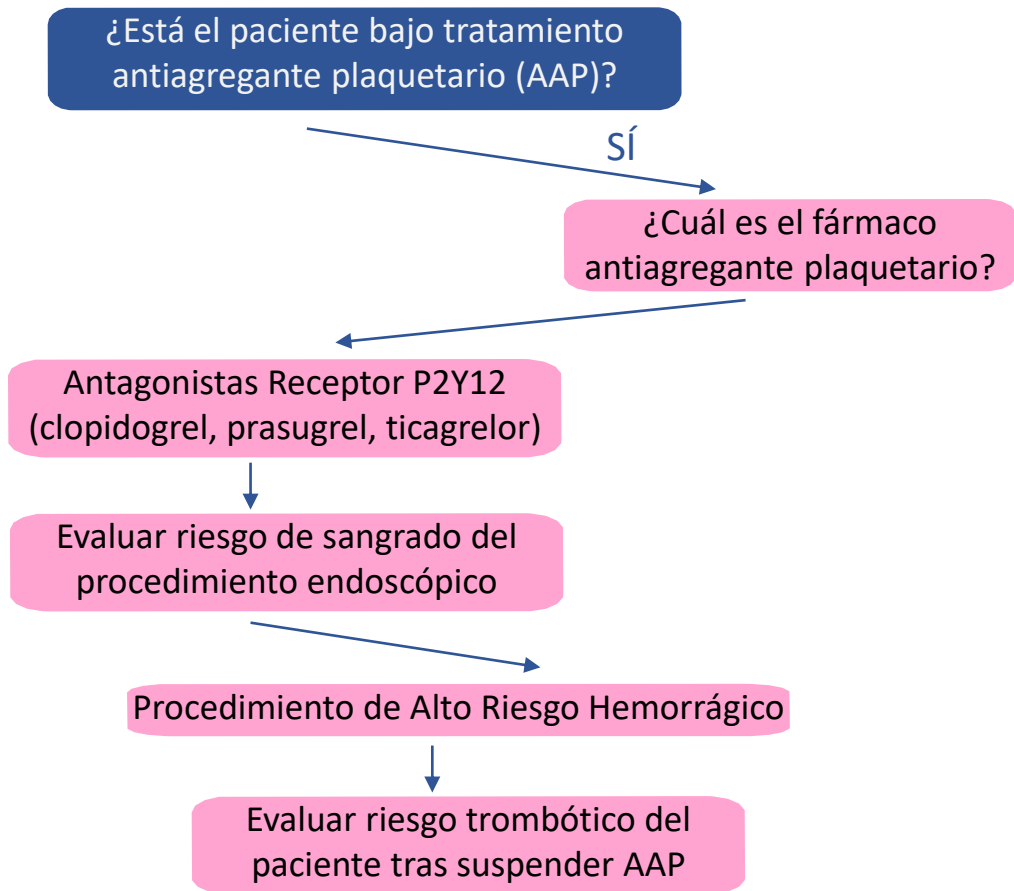 ¿Está el paciente bajo tratamiento
antiagregante plaquetario (AAP)?
SÍ
¿Cuál es el fármaco
antiagregante plaquetario?
Antagonistas Receptor P2Y12
(clopidogrel, prasugrel, ticagrelor)
Evaluar riesgo de sangrado del
procedimiento endoscópico
Procedimiento de Alto Riesgo Hemorrágico
Evaluar riesgo trombótico del
paciente tras suspender AAP